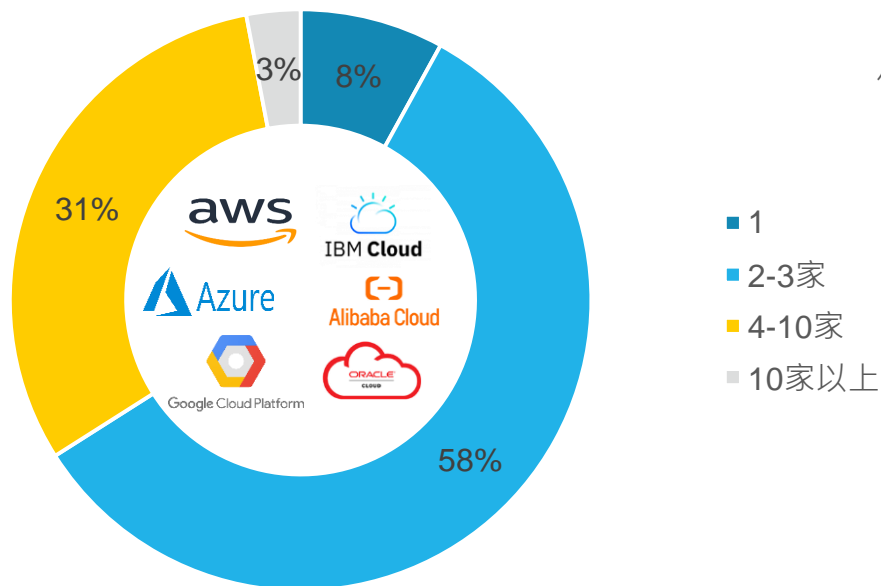 3%
8%
31%
58%
aws
IBM Cloud
Azure
Alibaba Cloud
Google Cloud Platform
ORACLE
CLOUD
1
2-3家
4-10家
10家以上